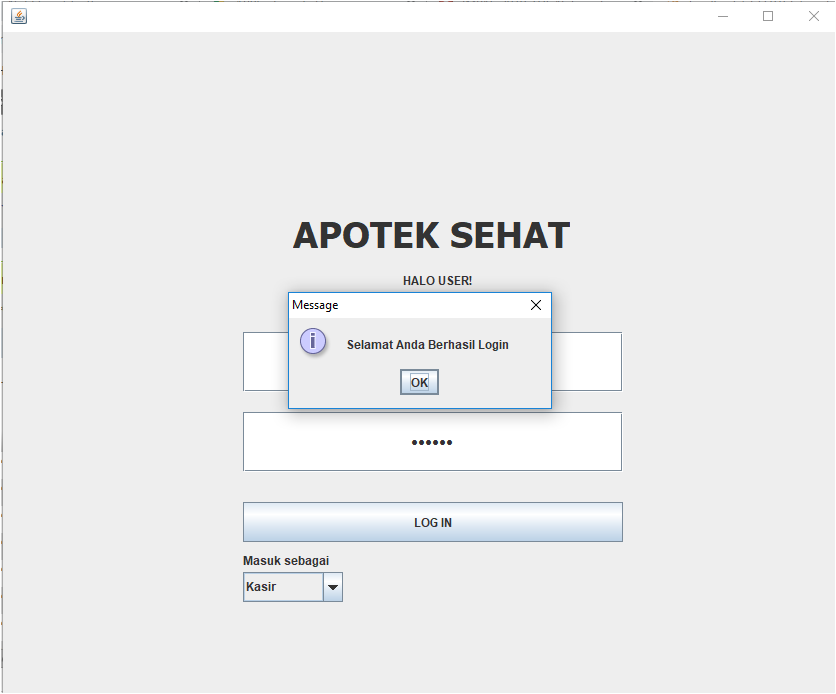 APOTEK SEHAT
HALO USER!
Message
Selamat Anda Berhasil Login
OK
••••••
LOG IN
Masuk sebagai
Kasir